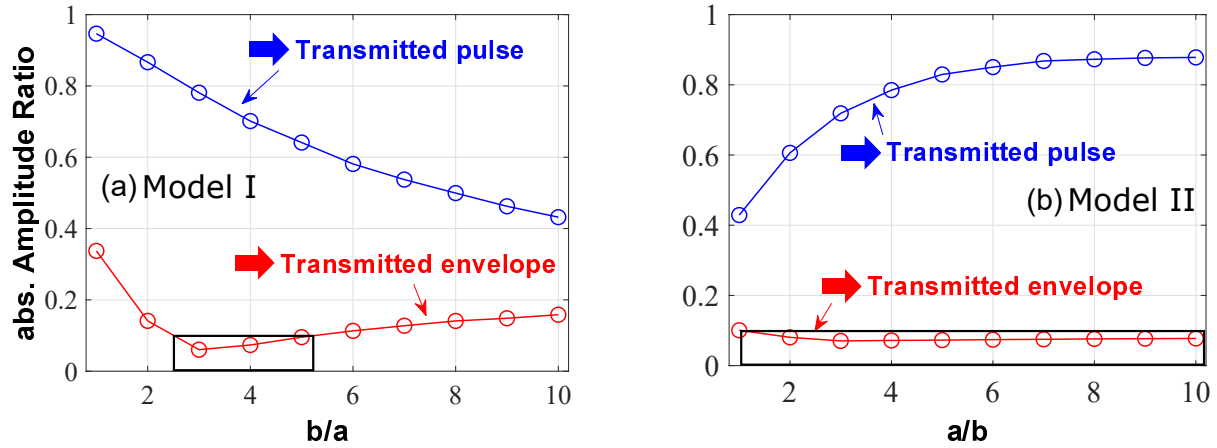 abs. Amplitude Ratio
1
0.8
0.6
0.4
0.2
0
Transmitted pulse
(a) Model I
Transmitted envelope
2
4
6
8
10
b/a
1
0.8
0.6
0.4
0.2
0
Transmitted pulse
(b) Model II
Transmitted envelope
2
4
6
8
10
a/b